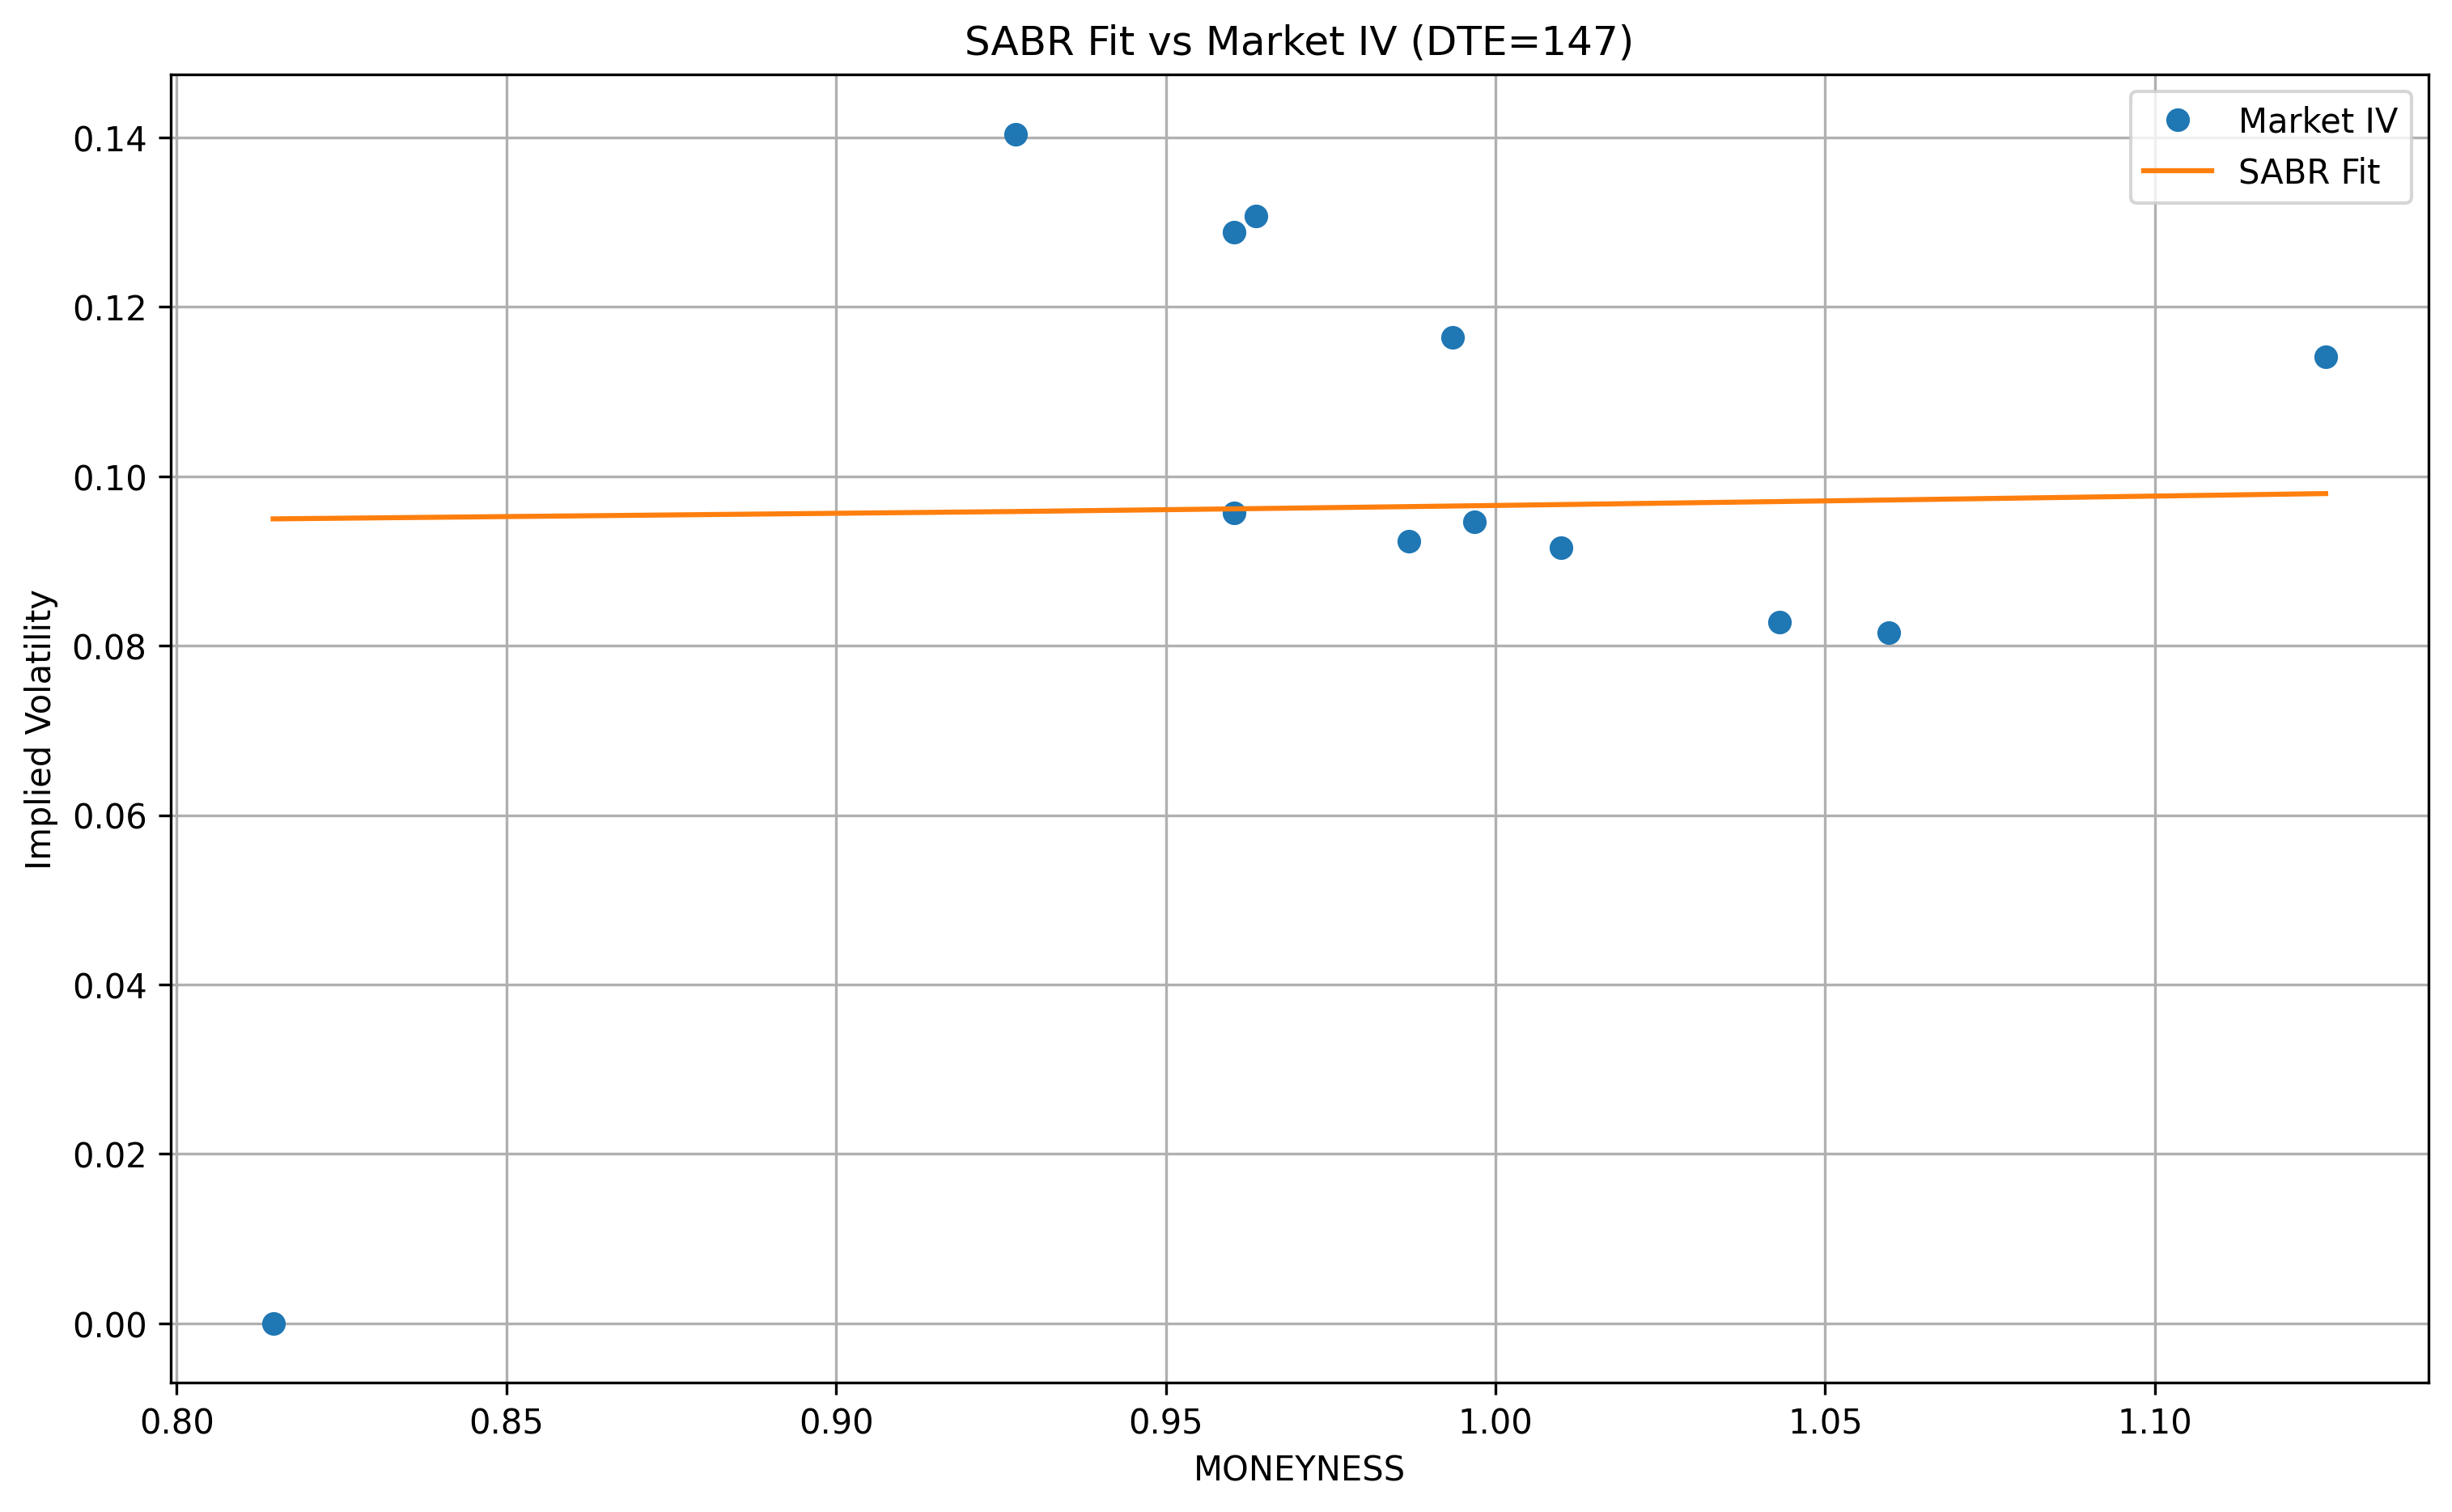 SABR Fit vs Market IV (DTE=147)
Market IV
SABR Fit
0.14
0.12
0.10
0.08
0.06
0.04
0.02
0.00
Implied Volatility
0.80 0.85 0.90 0.95 1.00 1.05 1.10
MONEYNESS